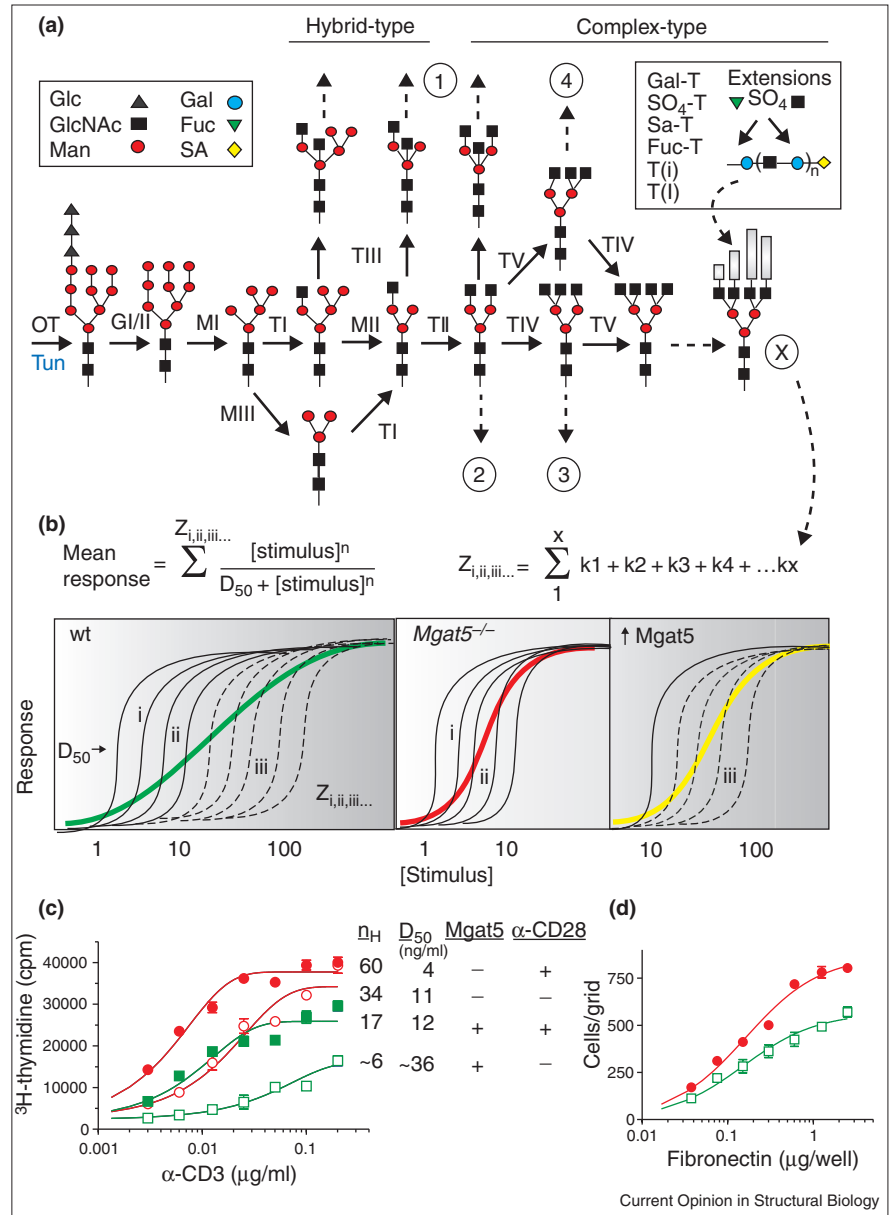 (a)
Hybrid-type
Complex-type
Glc
Gal
GlcNAc
Fuc
Man
SA
1
4
Gal-T
Extensions
SO4-T
SO4
Sa-T
Fuc-T
T(i)
T(I)
n
OT
Tun
GI/II
MI
TI
TIII
MII
TII
TV
TIV
TIV
TV
MIII
TI
X
2
3
(b)
Mean response = Σ Zi,ii,iii... [stimulus]n / D50 + [stimulus]n
Zi,ii,iii... = x Σ 1 k1 + k2 + k3 + k4 + ...kx
wt
Mgat5–/–
↑ Mgat5
i
ii
iii
D50→
Zi,ii,iii...
i
ii
iii
Response
1 10 100
1 10
10 100
[Stimulus]
(c)
nH D50 (ng/ml) Mgat5 α-CD28
60 4 – +
34 11 – –
17 12 + +
~6 ~36 + –
3H-thymidine (cpm)
40000
30000
20000
10000
0
0.001 0.01 0.1
α-CD3 (μg/ml)
(d)
Cells/grid
750
500
250
0
0.01 0.1 1
Fibronectin (μg/well)
Current Opinion in Structural Biology